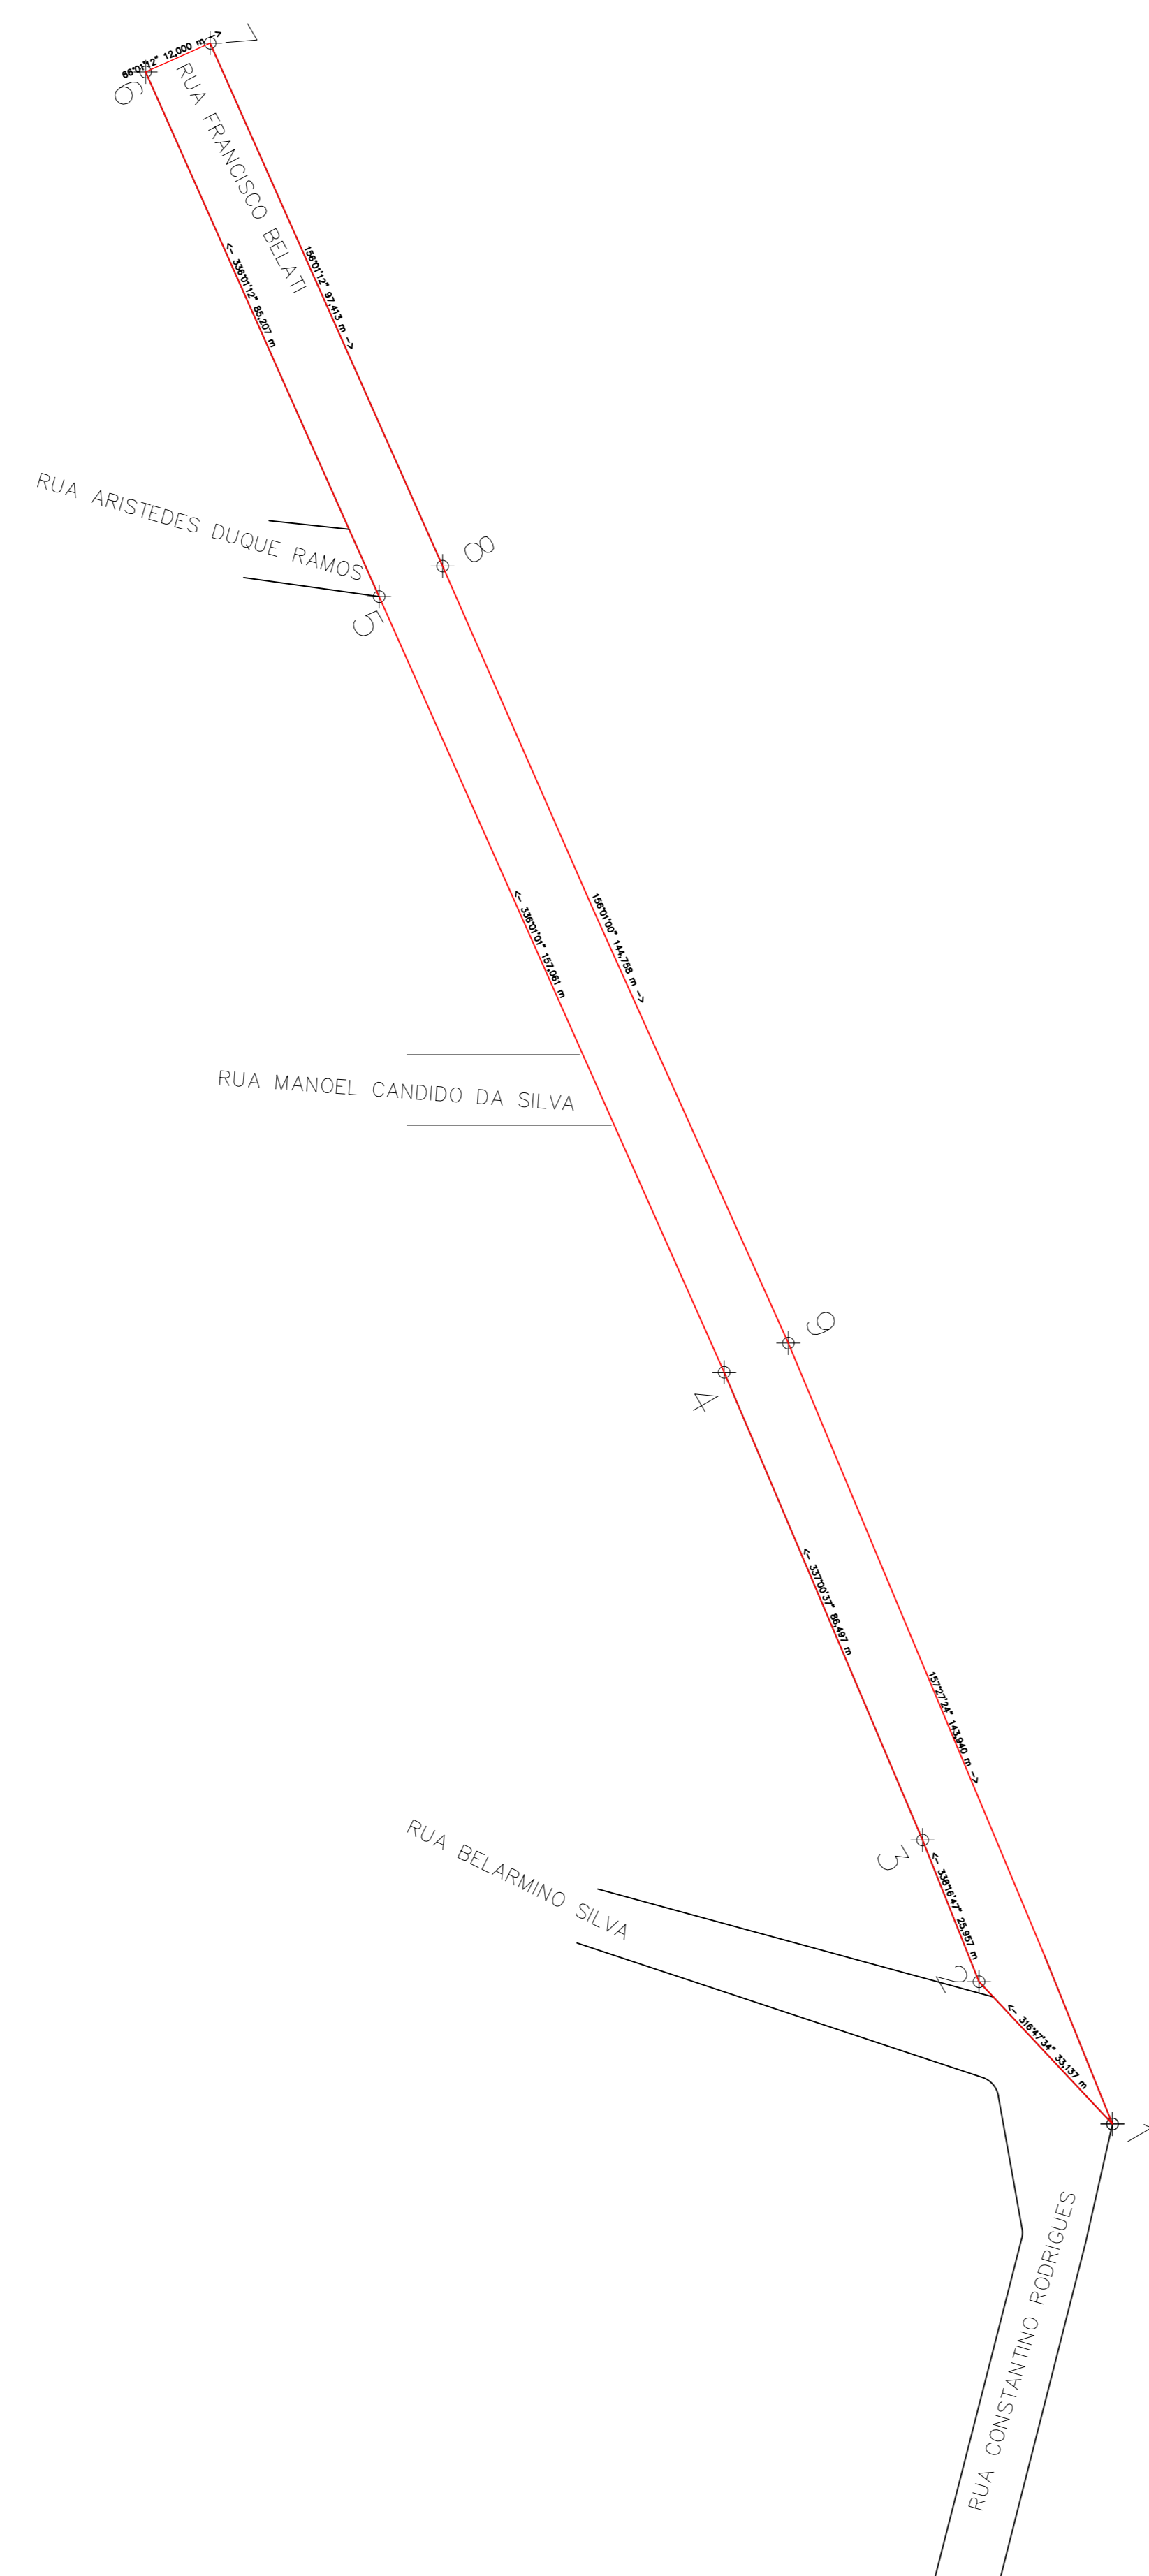 7
66°01'12" 12,000 m ->
6
RUA FRANCISCO BELATI
<- 336°01'12" 85,207 m
156°01'12" 97,413 m ->
RUA ARISTEDES DUQUE RAMOS
8
5
<- 336°01'01" 157,061 m
156°01'00" 144,758 m ->
RUA MANOEL CANDIDO DA SILVA
9
4
<- 337°00'37" 86,497 m
157°27'24" 143,940 m ->
RUA BELARMINO SILVA
3
<- 338°16'47" 25,957 m
2
<- 316°47'34" 33,137 m
1
RUA CONSTANTINO RODRIGUES